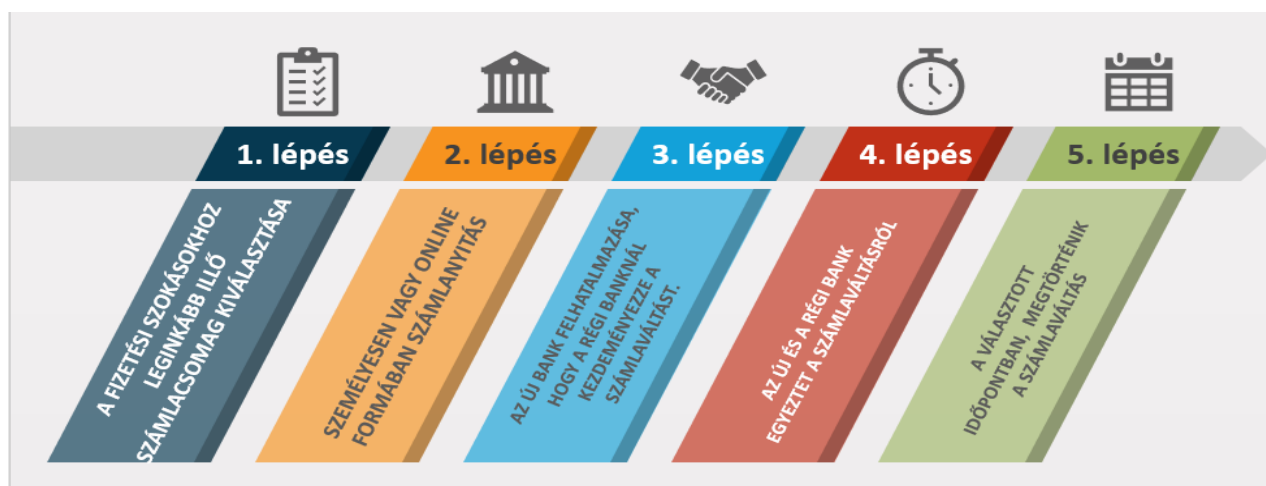 1. lépés
2. lépés
3. lépés
4. lépés
5. lépés
A FIZETÉSI SZOKÁSOKHOZ
LEGINKÁBB ILLŐ
SZÁMLACSOMAG KIVÁLASZTÁSA
SZEMÉLYESEN VAGY ONLINE
FORMÁBAN SZÁMLANYITÁS
AZ ÚJ BANK FELHATALMAZÁSA,
HOGY A RÉGI BANKNÁL
KEZDEMÉNYEZZE A
SZÁMLAVÁLTÁST.
AZ ÚJ ÉS A RÉGI BANK
EGYEZTET A SZÁMLAVÁLTÁSRÓL
A VÁLASZTOTT
IDŐPONTBAN, MEGTÖRTÉNIK
A SZÁMLAVÁLTÁS